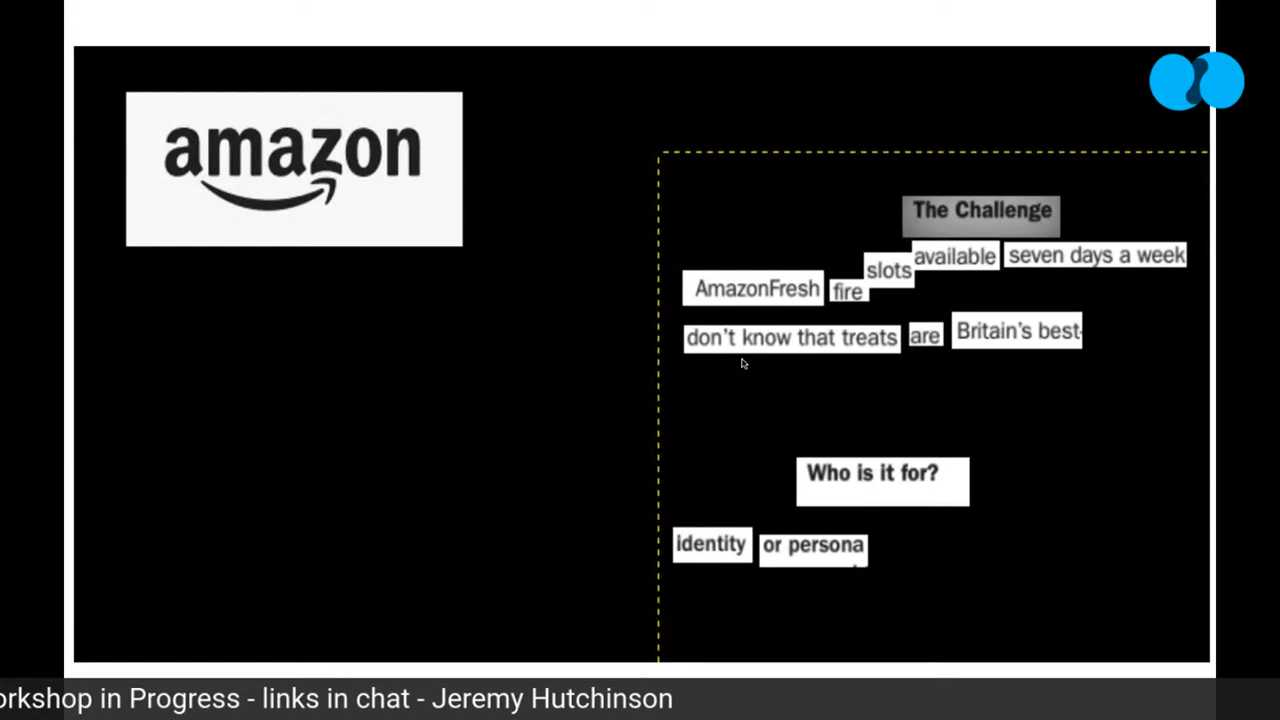 amazon
The Challenge
AmazonFresh fire slots available seven days a week
don't know that treats are Britain's best-
Who is it for?
identity or persona
orkshop in Progress - links in chat - Jeremy Hutchinson